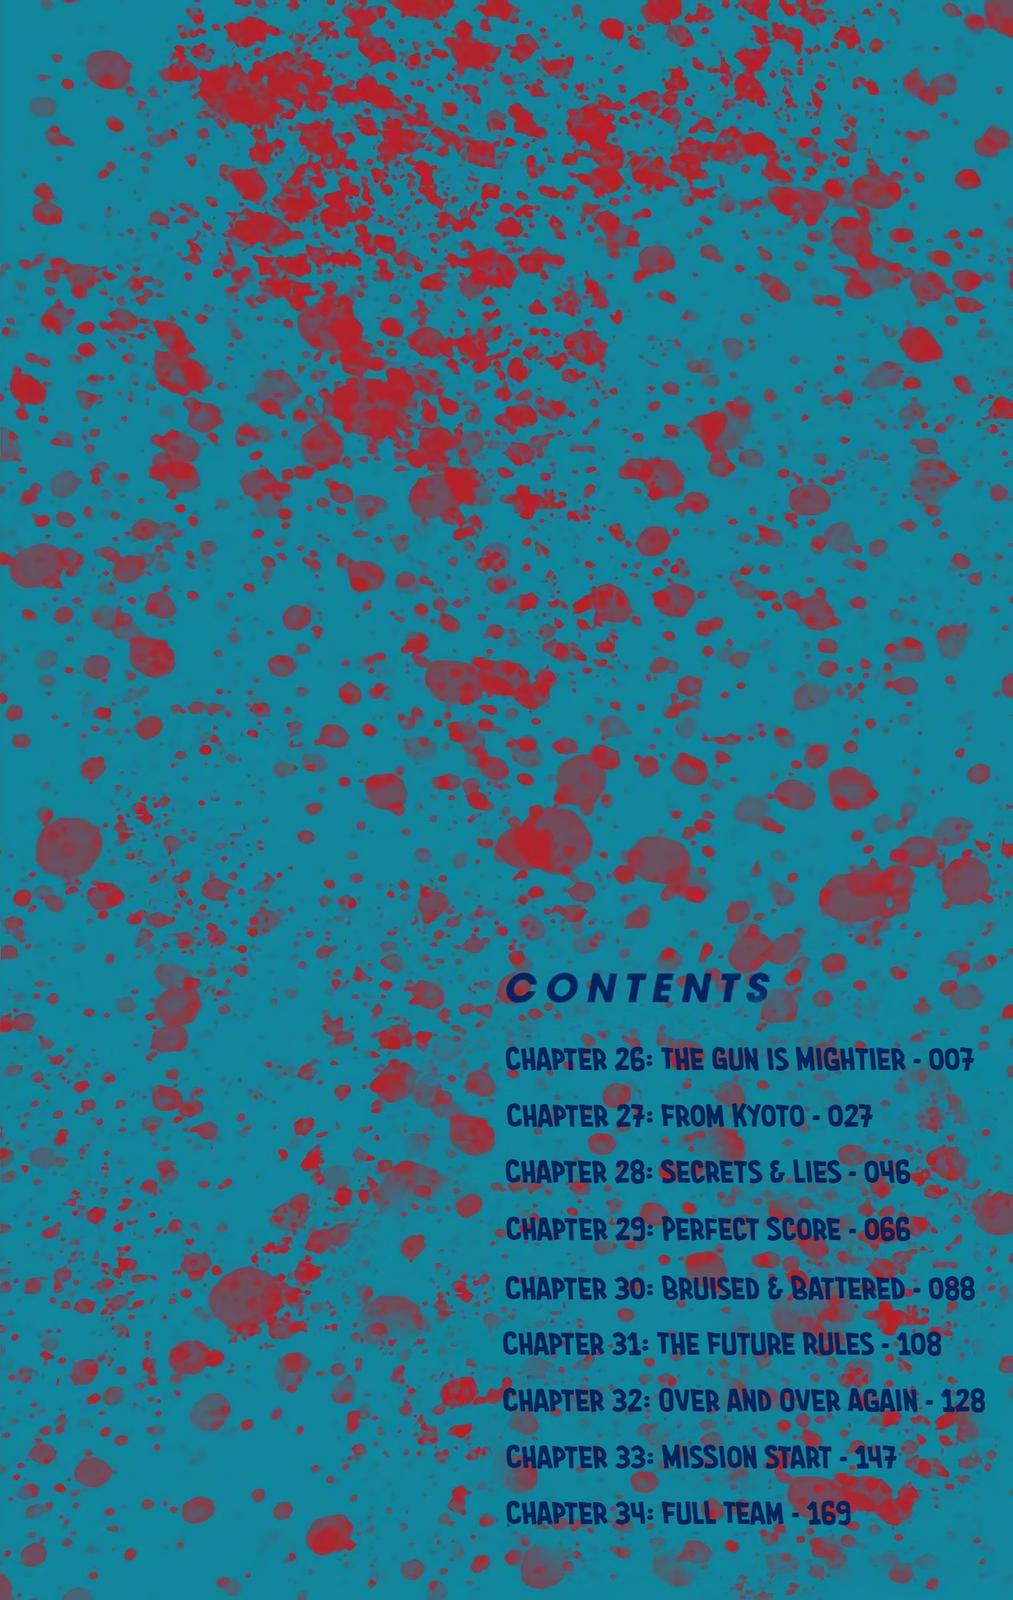 CONTENTS
CHAPTER 26: THE GUN IS MIGHTIER - 007
CHAPTER 27: FROM KYOTO - 027
CHAPTER 28: SECRETS & LIES - 046
CHAPTER 29: PERFECT SCORE - 066
CHAPTER 30: BRUISED & BATTERED - 088
CHAPTER 31: THE FUTURE RULES - 108
CHAPTER 32: OVER AND OVER AGAIN - 128
CHAPTER 33: MISSION START - 147
CHAPTER 34: FULL TEAM - 169